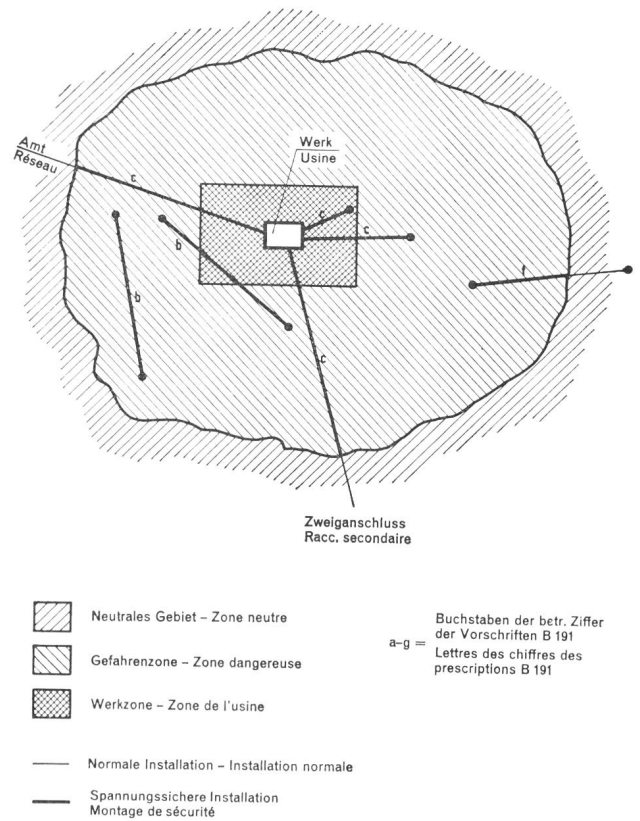 Amt
Réseau
Werk
Usine
c
c
c
b
b
f
c
Zweiganschluss
Racc. secondaire
Neutrales Gebiet – Zone neutre
Gefahrenzone – Zone dangereuse
Werkzone – Zone de l'usine
a–g =
Buchstaben der betr. Ziffer
der Vorschriften B 191
Lettres des chiffres des
prescriptions B 191
Normale Installation – Installation normale
Spannungssichere Installation
Montage de sécurité